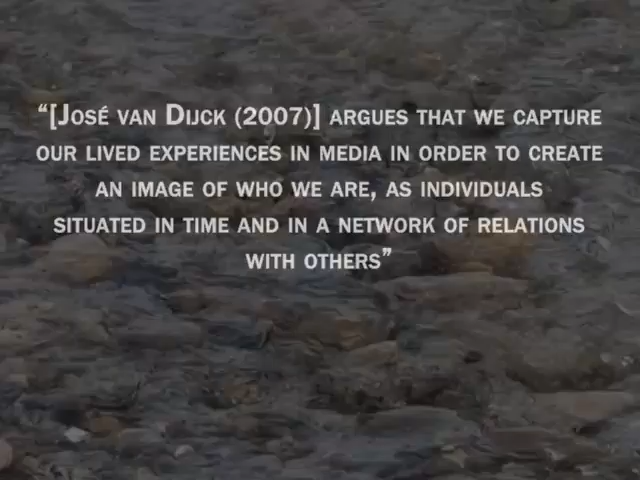 “[José van Dijck (2007)] argues that we capture
our lived experiences in media in order to create
an image of who we are, as individuals
situated in time and in a network of relations
with others”